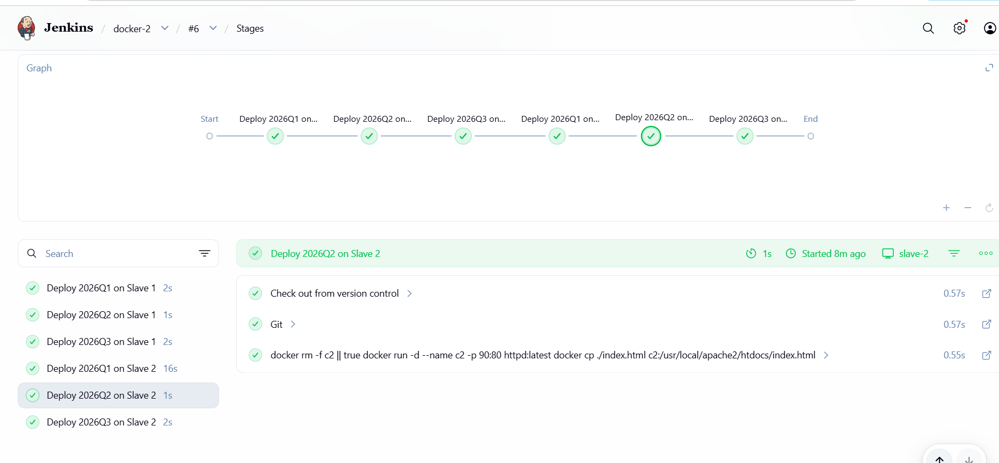 Jenkins / docker-2 / #6 / Stages
Graph
Start
Deploy 2026Q1 on...
Deploy 2026Q2 on...
Deploy 2026Q3 on...
Deploy 2026Q1 on...
Deploy 2026Q2 on...
Deploy 2026Q3 on...
End
Search
Deploy 2026Q1 on Slave 1 2s
Deploy 2026Q2 on Slave 1 1s
Deploy 2026Q3 on Slave 1 2s
Deploy 2026Q1 on Slave 2 16s
Deploy 2026Q2 on Slave 2 1s
Deploy 2026Q3 on Slave 2 2s
Deploy 2026Q2 on Slave 2 1s Started 8m ago slave-2
Check out from version control 0.57s
Git 0.57s
docker rm -f c2 || true docker run -d --name c2 -p 90:80 httpd:latest docker cp ./index.html c2:/usr/local/apache2/htdocs/index.html 0.55s